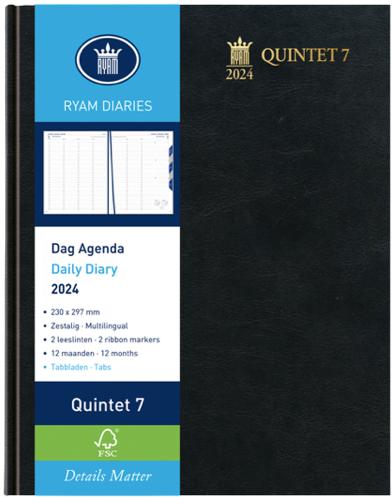 RYAM
RYAM DIARIES
RYAM
2024
QUINTET 7
Dag Agenda
Daily Diary
2024
• 230 x 297 mm
• Zestalig · Multilingual
• 2 leeslinten · 2 ribbon markers
• 12 maanden · 12 months
• Tabbladen · Tabs
Quintet 7
FSC
Details Matter